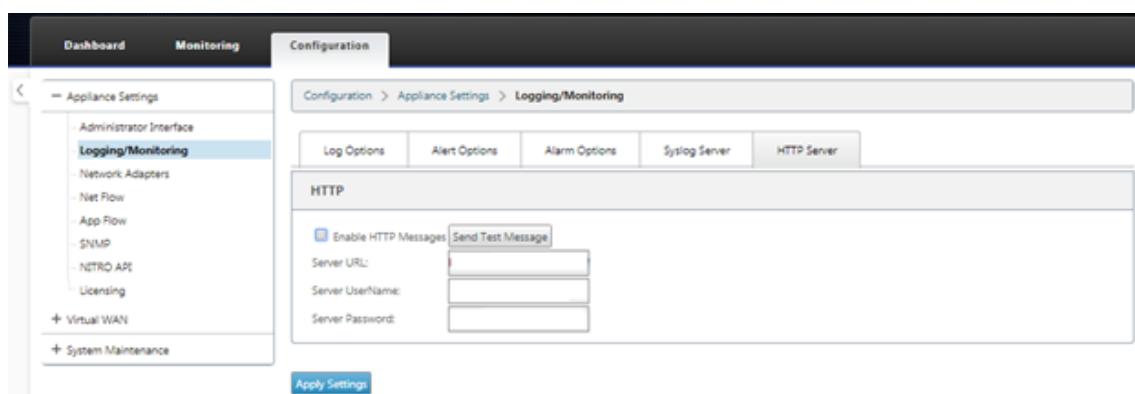 Dashboard Monitoring Configuration
− Appliance Settings
Administrator Interface
Logging/Monitoring
Network Adapters
Net Flow
App Flow
SNMP
NITRO API
Licensing
+ Virtual WAN
+ System Maintenance
Configuration > Appliance Settings > Logging/Monitoring
Log Options Alert Options Alarm Options Syslog Server HTTP Server
HTTP
Enable HTTP Messages Send Test Message
Server URL:
Server UserName:
Server Password:
Apply Settings